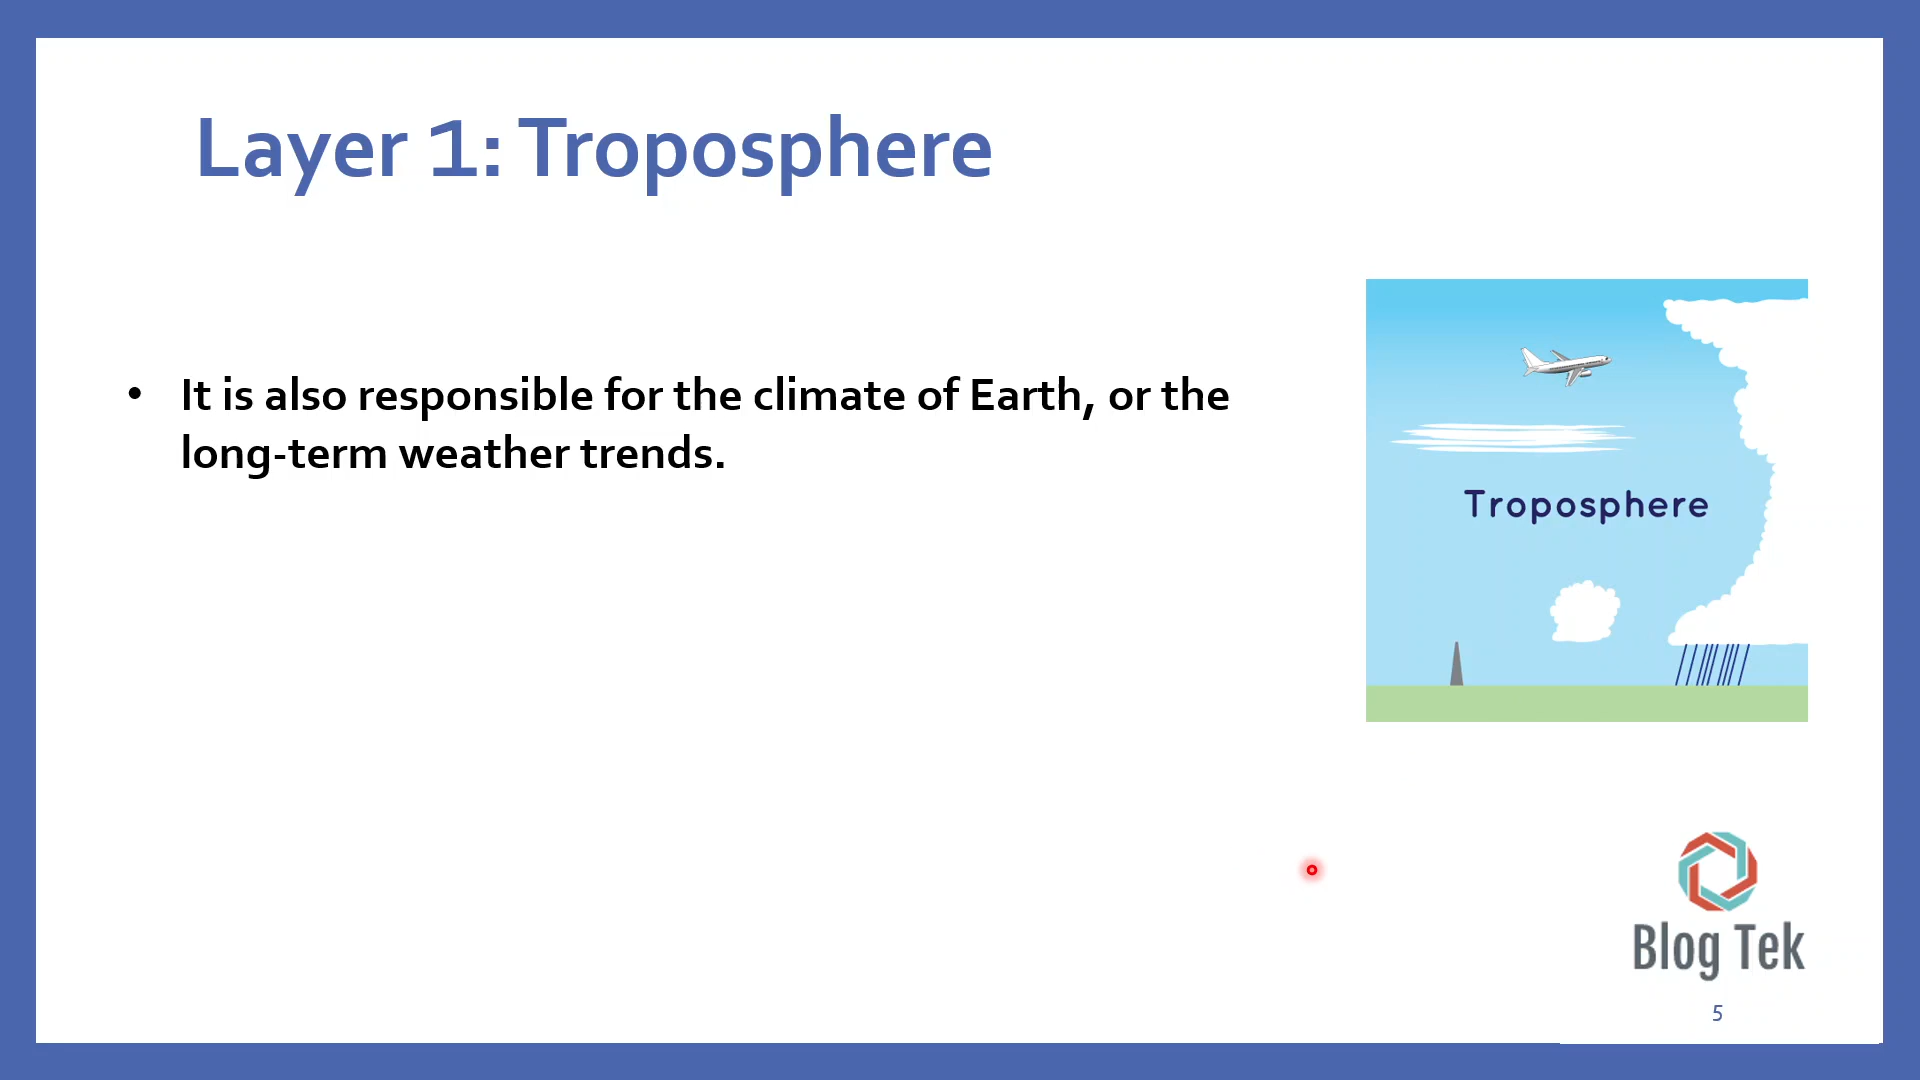 Layer 1: Troposphere
• It is also responsible for the climate of Earth, or the
long-term weather trends.
Troposphere
Blog Tek
5